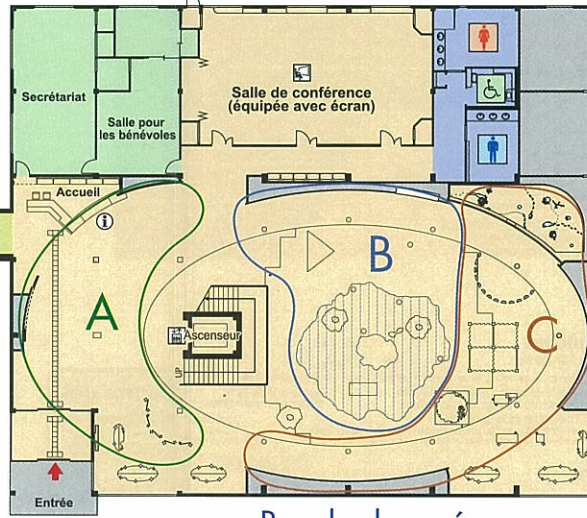 Secrétariat
Salle pour
les bénévoles
Salle de conférence
(équipée avec écran)
Accueil
i
A
B
C
Ascenseur
UP
Entrée